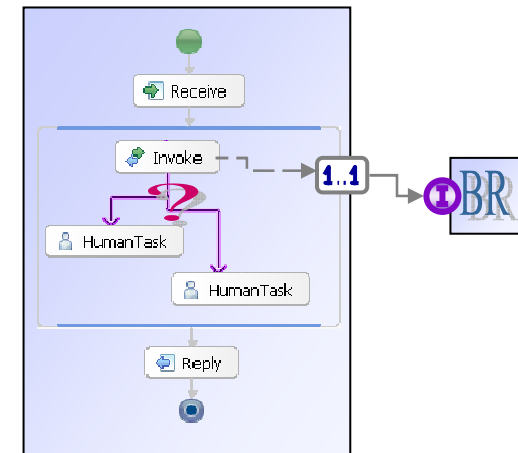 Receive
Invoke
1..1
I BR
?
HumanTask
HumanTask
Reply